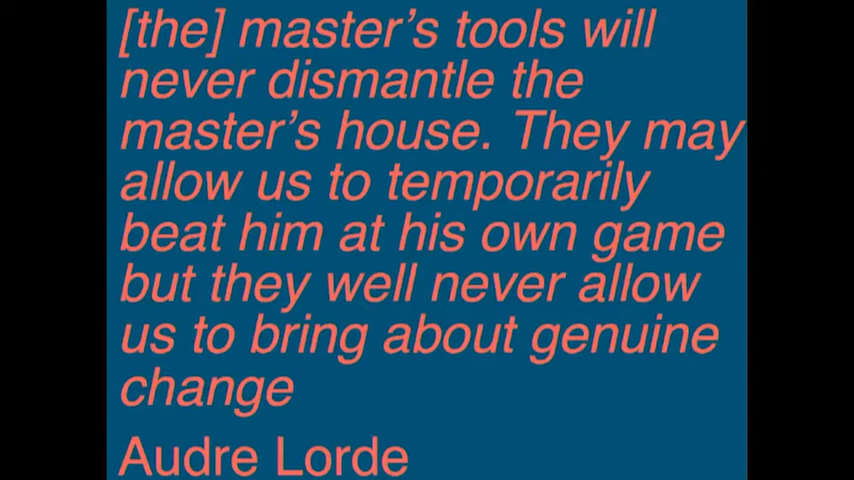 [the] master’s tools will
never dismantle the
master’s house. They may
allow us to temporarily
beat him at his own game
but they well never allow
us to bring about genuine
change
Audre Lorde